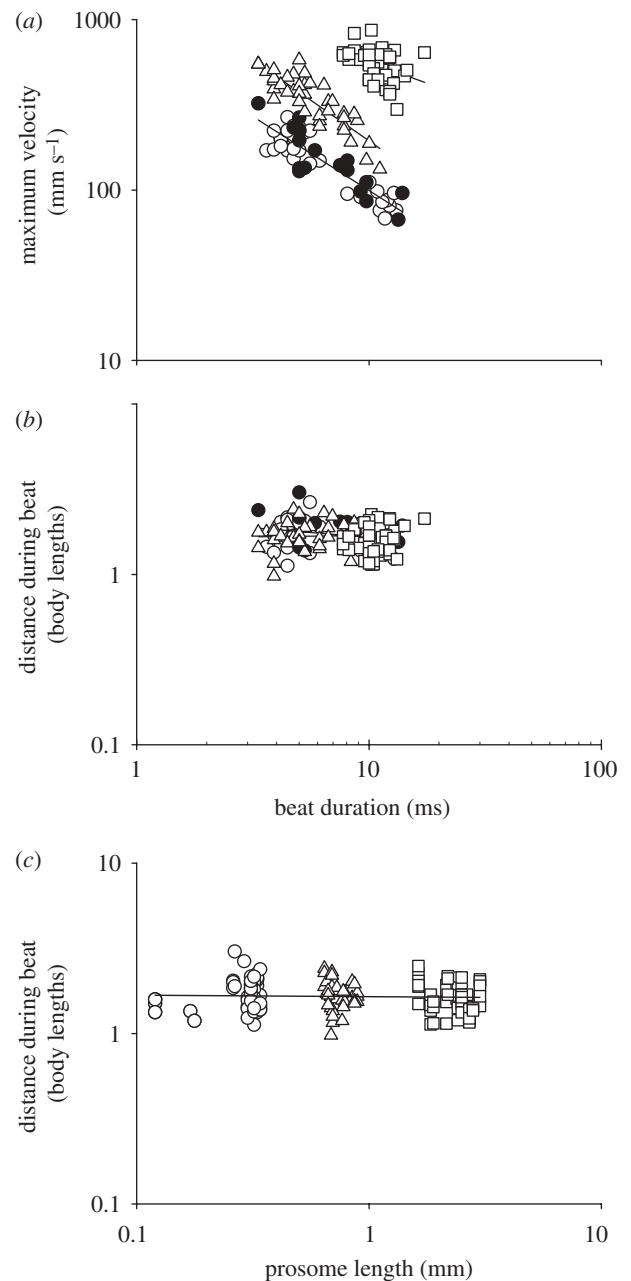 (a)
1000
100
10
maximum velocity
(mm s−1)
(b)
1
0.1
distance during beat
(body lengths)
1
10
100
beat duration (ms)
(c)
10
1
0.1
distance during beat
(body lengths)
0.1
1
10
prosome length (mm)